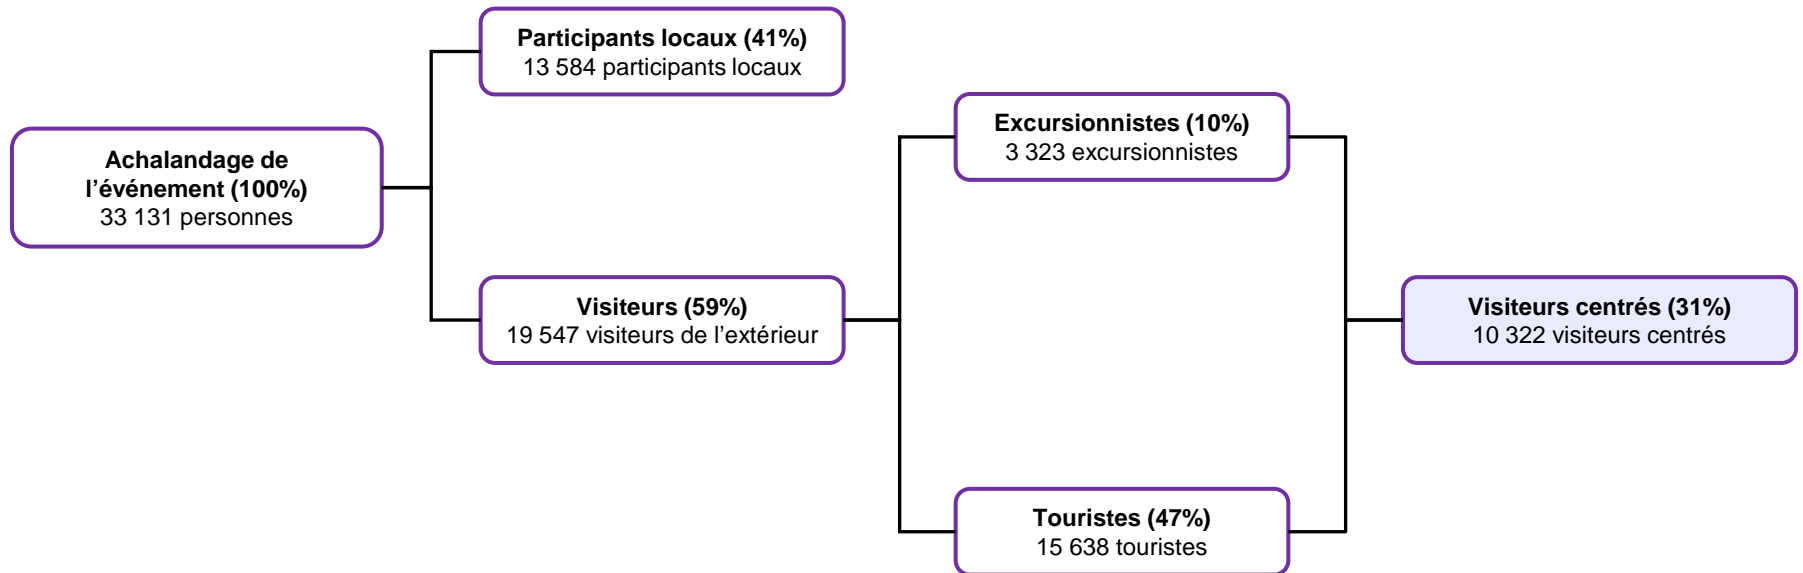 Participants locaux (41%)
13 584 participants locaux
Achalandage de
l’événement (100%)
33 131 personnes
Visiteurs (59%)
19 547 visiteurs de l’extérieur
Excursionnistes (10%)
3 323 excursionnistes
Touristes (47%)
15 638 touristes
Visiteurs centrés (31%)
10 322 visiteurs centrés